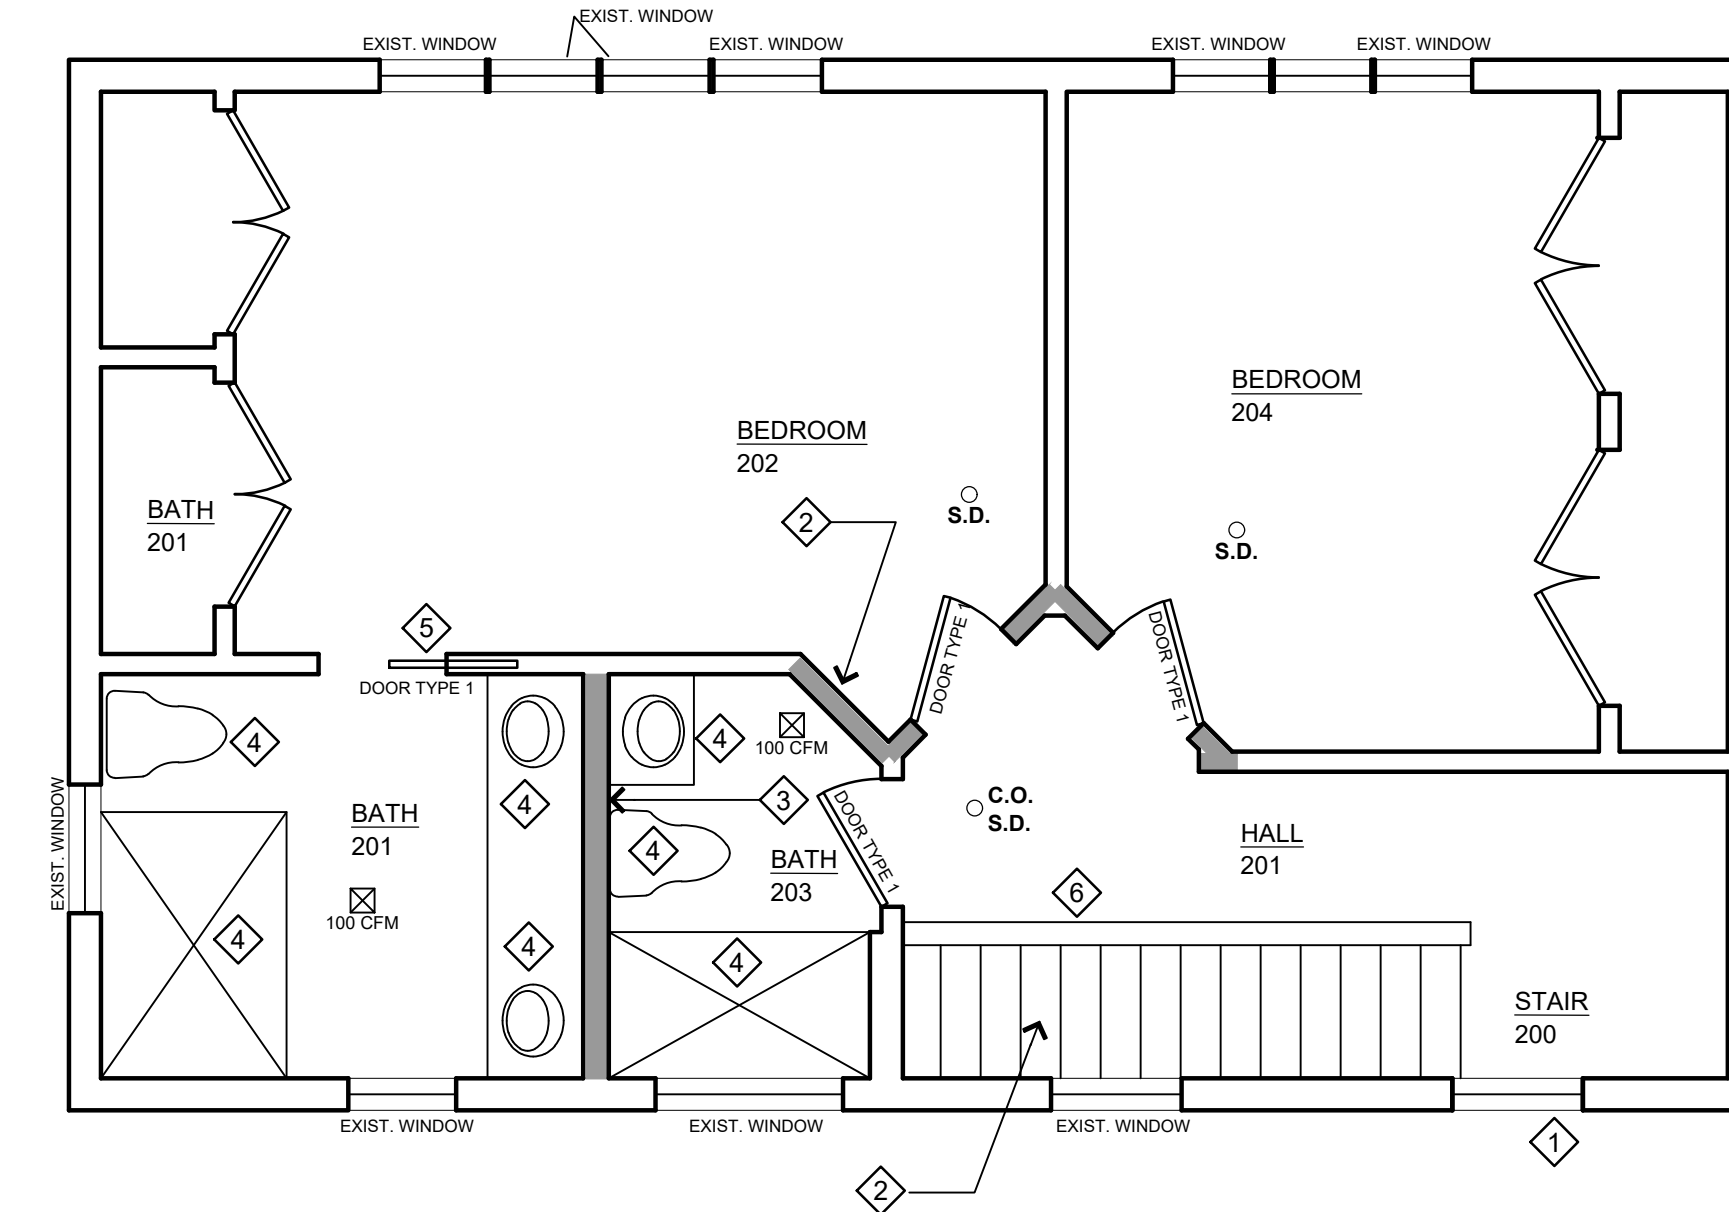 EXIST. WINDOW
EXIST. WINDOW
EXIST. WINDOW
EXIST. WINDOW
EXIST. WINDOW
BEDROOM
204
BEDROOM
202
S.D.
2
S.D.
BATH
201
5
DOOR TYPE 1
DOOR TYPE 1
DOOR TYPE 1
4
4
100 CFM
EXIST. WINDOW
4
3
DOOR TYPE 1
C.O.
S.D.
BATH
201
4
BATH
203
HALL
201
6
100 CFM
4
4
4
STAIR
200
EXIST. WINDOW
EXIST. WINDOW
EXIST. WINDOW
1
2